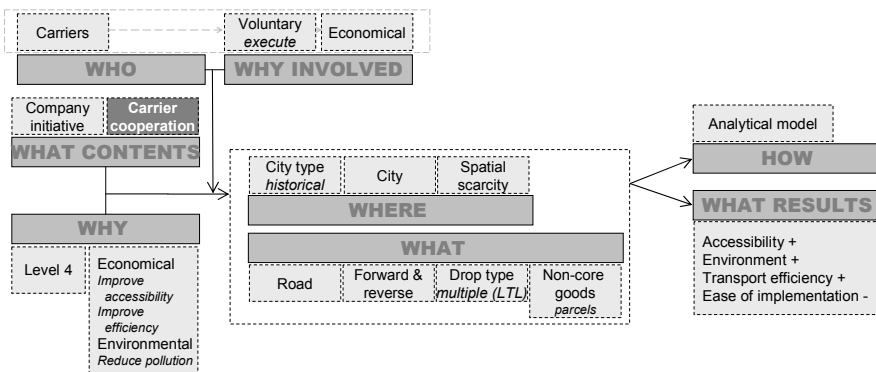 Carriers
Voluntary
execute
Economical
WHO
WHY INVOLVED
Company
initiative
Carrier
cooperation
WHAT CONTENTS
WHY
Level 4
Economical
Improve
accessibility
Improve
efficiency
Environmental
Reduce pollution
City type
historical
City
Spatial
scarcity
WHERE
WHAT
Road
Forward &
reverse
Drop type
multiple (LTL)
Non-core
goods
parcels
Analytical model
HOW
WHAT RESULTS
Accessibility +
Environment +
Transport efficiency +
Ease of implementation -